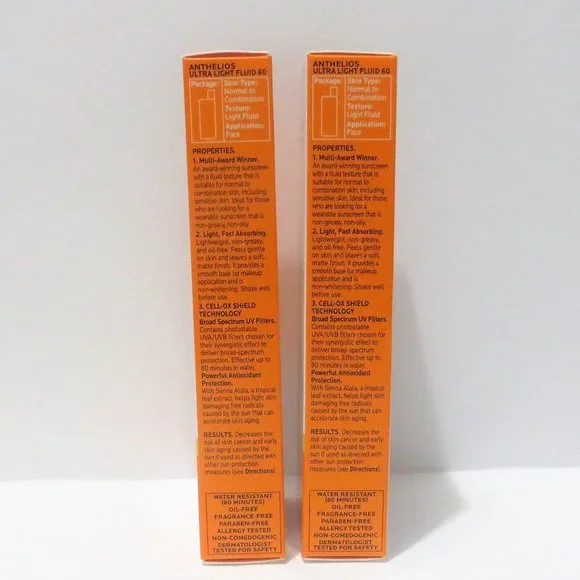 ANTHELIOS
ULTRA LIGHT FLUID 60
Package:
Skin Type:
Normal to
Combination
Texture:
Light Fluid
Application:
Face
PROPERTIES.
1. Multi-Award Winner.
An award-winning sunscreen
with a fluid texture that is
suitable for normal to
combination skin, including
sensitive skin. Ideal for those
who are looking for a
wearable sunscreen that is
non-greasy, non-oily.
2. Light, Fast Absorbing.
Lightweight, non-greasy,
and oil-free. Feels gentle
on skin and leaves a soft,
matte finish. It provides a
smooth base for makeup
application and is
non-whitening. Shake well
before use.
3. CELL-OX SHIELD
TECHNOLOGY
Broad Spectrum UV Filters.
Contains photostable
UVA/UVB filters chosen for
their synergistic effect to
deliver broad-spectrum
protection. Effective up to
80 minutes in water.
Powerful Antioxidant
Protection.
With Senna Alata, a tropical
leaf extract, helps fight skin
damaging free radicals
caused by the sun that can
accelerate skin aging.
RESULTS. Decreases the
risk of skin cancer and early
skin aging caused by the
sun if used as directed with
other sun protection
measures (see Directions).
WATER RESISTANT
(80 MINUTES)
OIL-FREE
FRAGRANCE-FREE
PARABEN-FREE
ALLERGY TESTED
NON-COMEDOGENIC
DERMATOLOGIST
TESTED FOR SAFETY
ANTHELIOS
ULTRA LIGHT FLUID 60
Package:
Skin Type:
Normal to
Combination
Texture:
Light Fluid
Application:
Face
PROPERTIES.
1. Multi-Award Winner.
An award-winning sunscreen
with a fluid texture that is
suitable for normal to
combination skin, including
sensitive skin. Ideal for those
who are looking for a
wearable sunscreen that is
non-greasy, non-oily.
2. Light, Fast Absorbing.
Lightweight, non-greasy,
and oil-free. Feels gentle
on skin and leaves a soft,
matte finish. It provides a
smooth base for makeup
application and is
non-whitening. Shake well
before use.
3. CELL-OX SHIELD
TECHNOLOGY
Broad Spectrum UV Filters.
Contains photostable
UVA/UVB filters chosen for
their synergistic effect to
deliver broad-spectrum
protection. Effective up to
80 minutes in water.
Powerful Antioxidant
Protection.
With Senna Alata, a tropical
leaf extract, helps fight skin
damaging free radicals
caused by the sun that can
accelerate skin aging.
RESULTS. Decreases the
risk of skin cancer and early
skin aging caused by the
sun if used as directed with
other sun protection
measures (see Directions).
WATER RESISTANT
(80 MINUTES)
OIL-FREE
FRAGRANCE-FREE
PARABEN-FREE
ALLERGY TESTED
NON-COMEDOGENIC
DERMATOLOGIST
TESTED FOR SAFETY